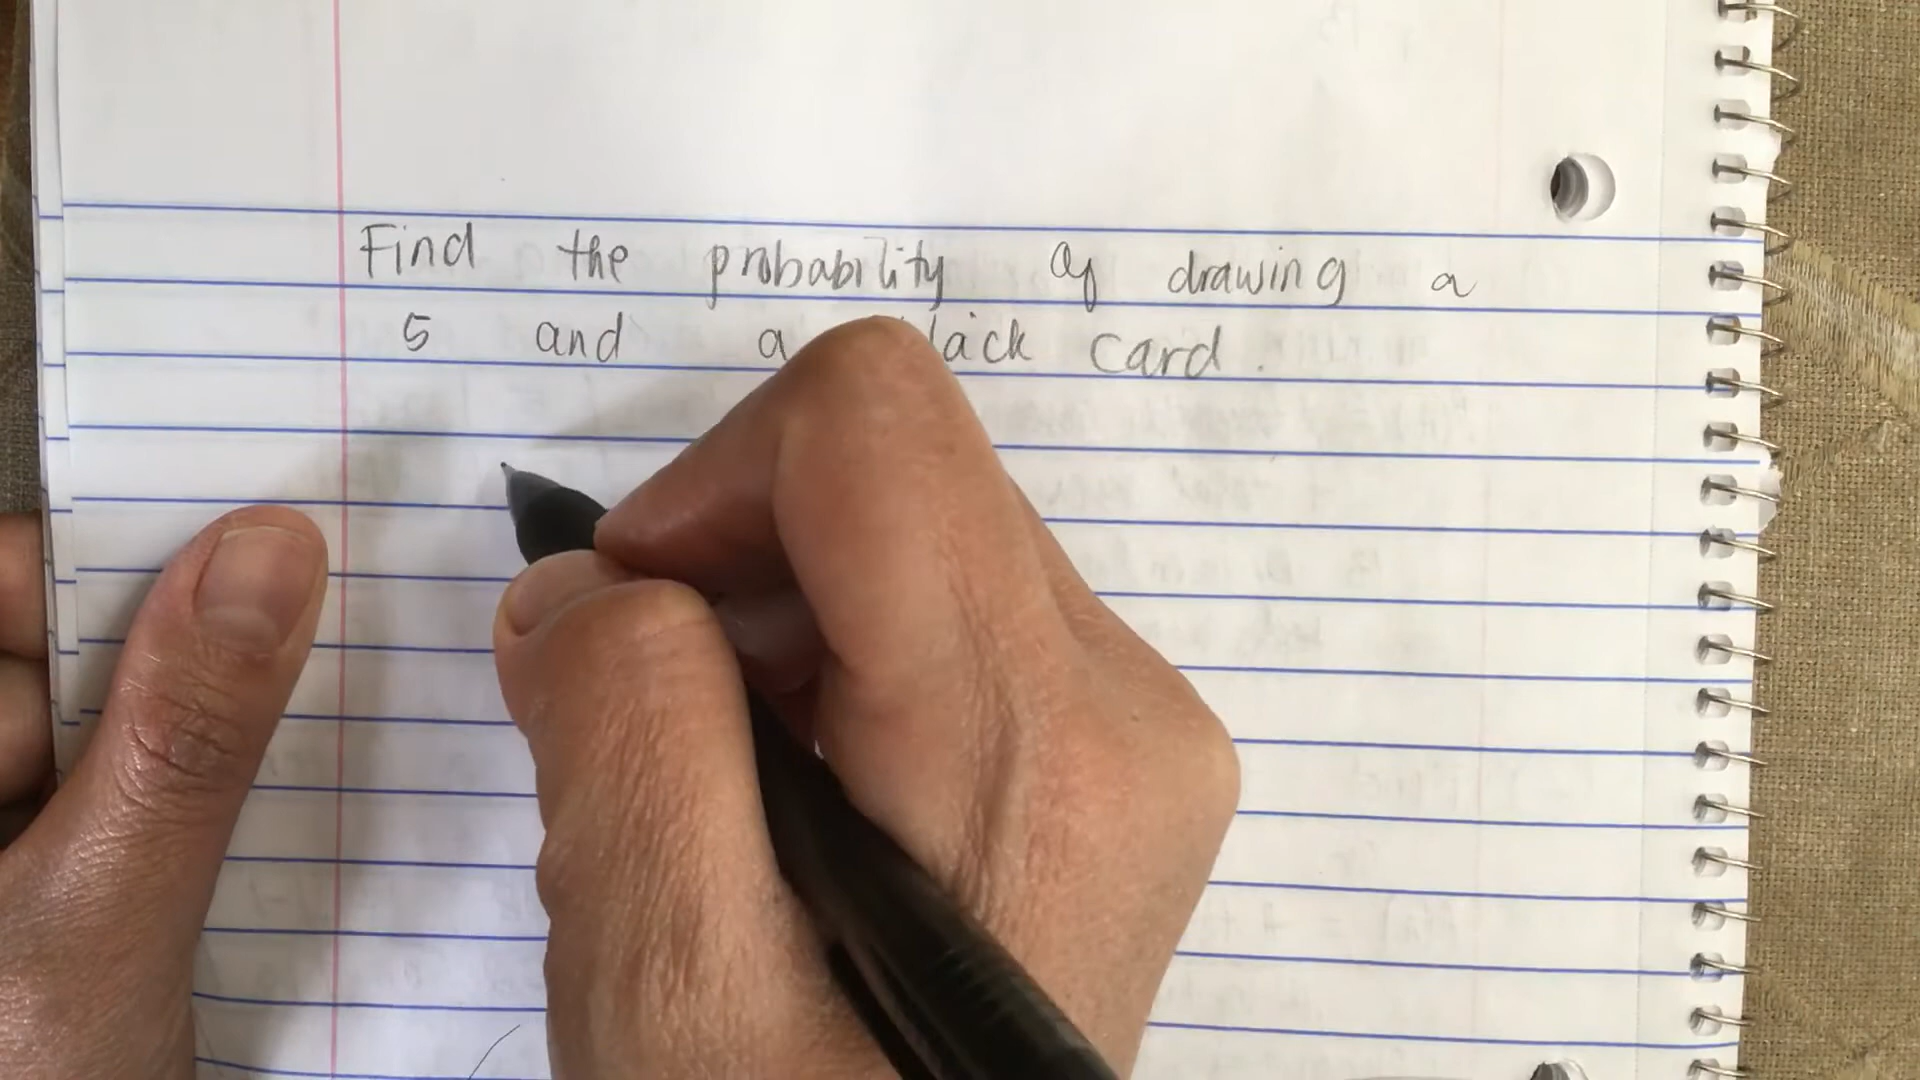 Find the probability of drawing a
5 and a lack card.